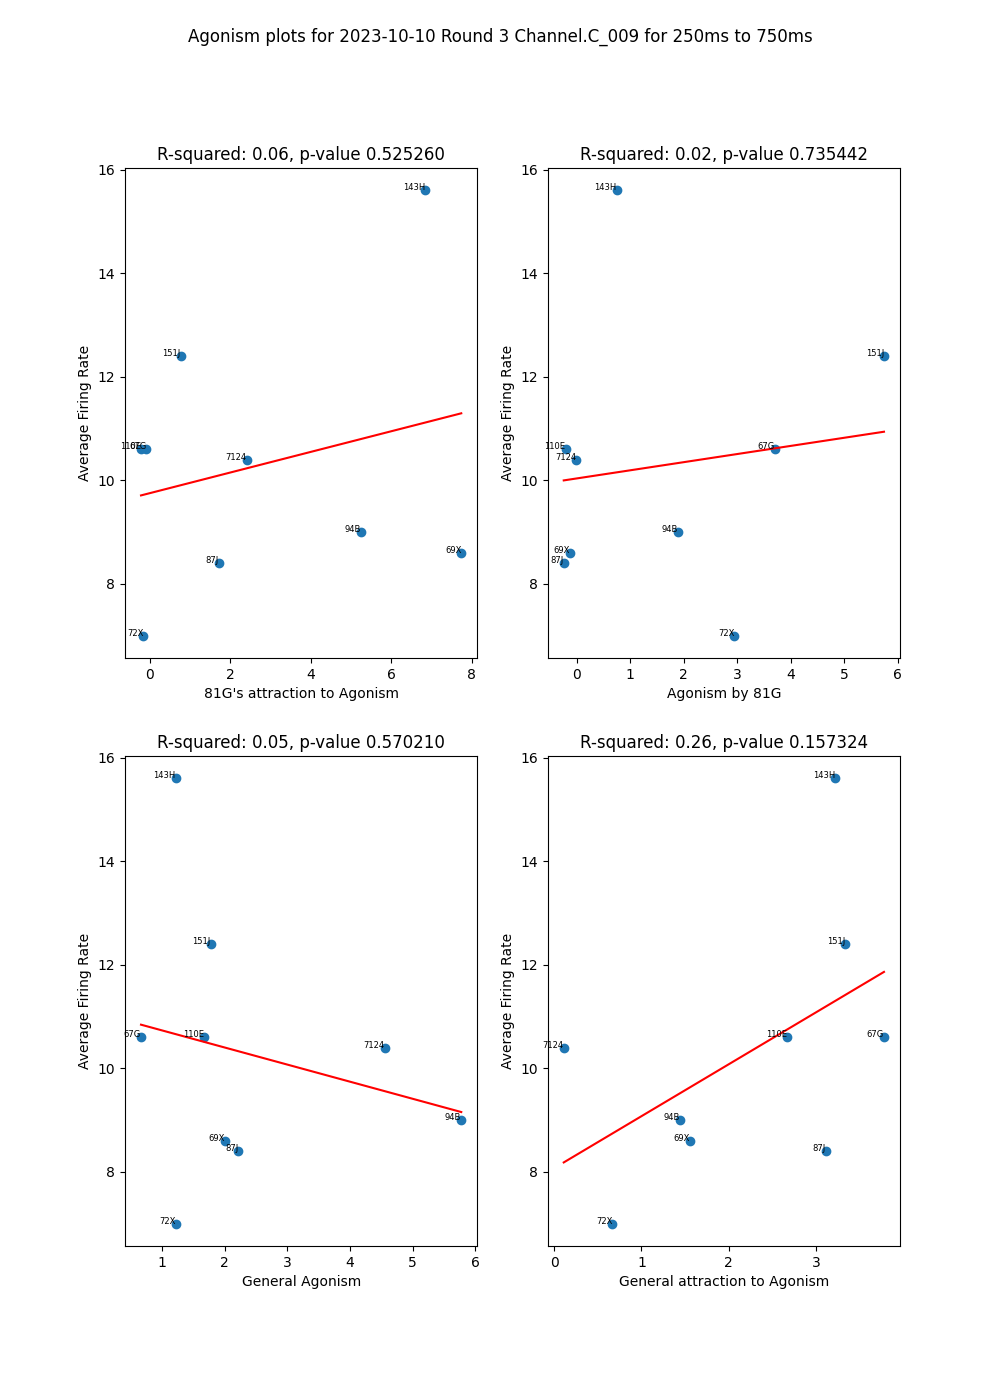 Agonism plots for 2023-10-10 Round 3 Channel.C_009 for 250ms to 750ms
R-squared: 0.06, p-value 0.525260
16
14
12
10
8
Average Firing Rate
143H
151J
110E
67G
7124
94B
69X
87J
72X
0 2 4 6 8
81G's attraction to Agonism
R-squared: 0.02, p-value 0.735442
16
14
12
10
8
Average Firing Rate
143H
151J
110E
67G
7124
94B
69X
87J
72X
0 1 2 3 4 5 6
Agonism by 81G
R-squared: 0.05, p-value 0.570210
16
14
12
10
8
Average Firing Rate
143H
151J
67G
110E
7124
94B
69X
87J
72X
1 2 3 4 5 6
General Agonism
R-squared: 0.26, p-value 0.157324
16
14
12
10
8
Average Firing Rate
143H
151J
110E
67G
7124
94B
69X
87J
72X
0 1 2 3
General attraction to Agonism